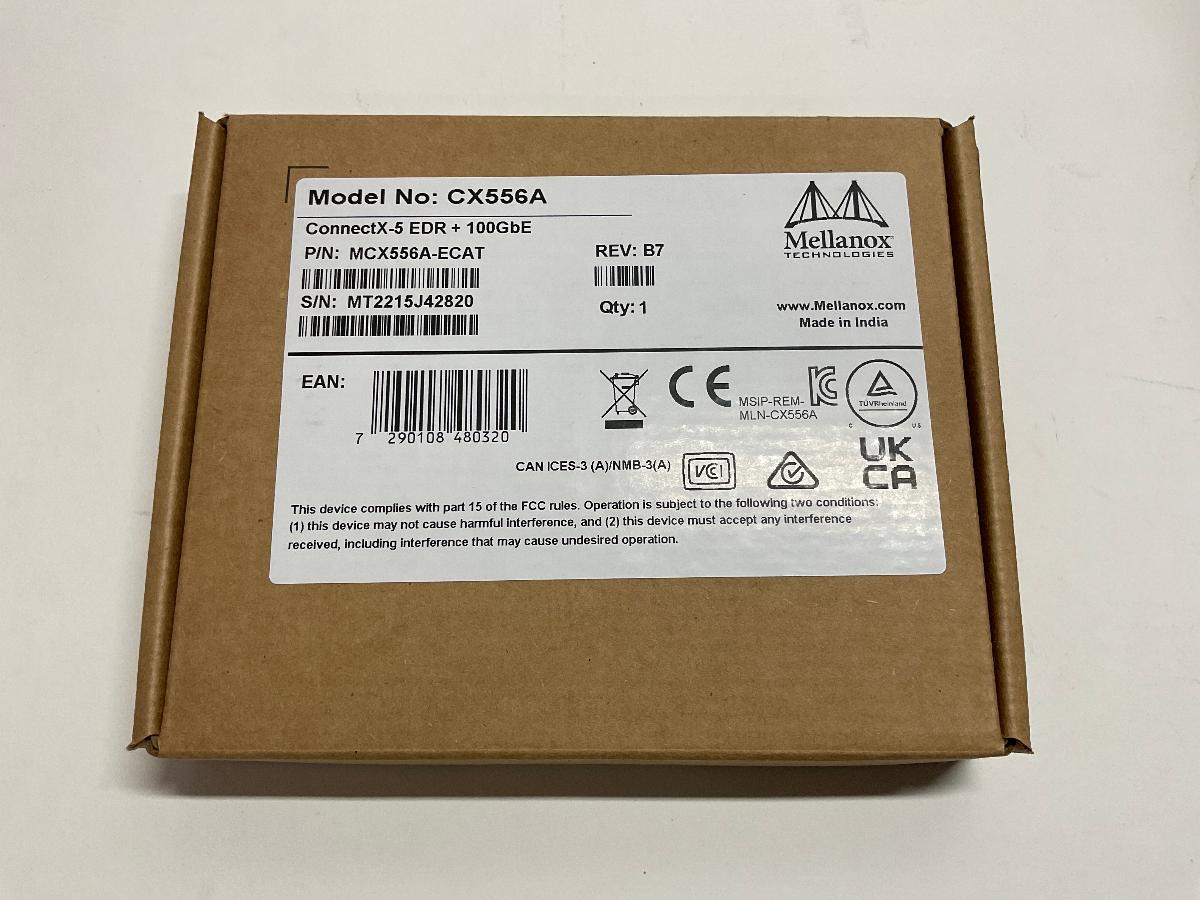 Model No: CX556A
ConnectX-5 EDR + 100GbE
P/N: MCX556A-ECAT
REV: B7
S/N: MT2215J42820
Qty: 1
Mellanox
TECHNOLOGIES
www.Mellanox.com
Made in India
EAN:
7 290108 480320
CE
MSIP-REM-
MLN-CX556A
TÜVRheinland
C US
CAN ICES-3 (A)/NMB-3(A)
VCCI
UK
CA
This device complies with part 15 of the FCC rules. Operation is subject to the following two conditions:
(1) this device may not cause harmful interference, and (2) this device must accept any interference
received, including interference that may cause undesired operation.